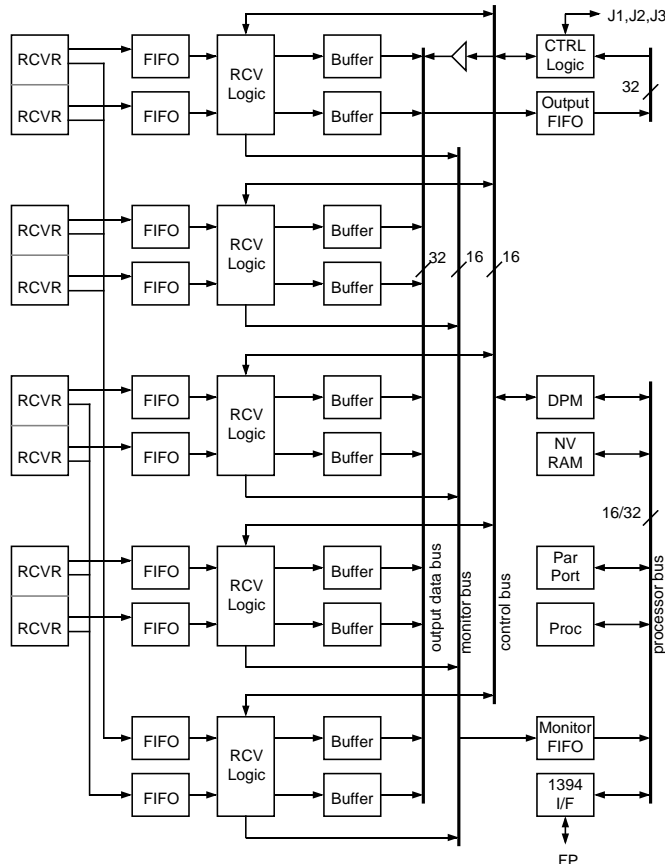 J1,J2,J3
RCVR
FIFO
RCV
Logic
Buffer
CTRL
Logic
RCVR
FIFO
Buffer
Output
FIFO
32
RCVR
FIFO
RCV
Logic
Buffer
RCVR
FIFO
Buffer
32
16
16
RCVR
FIFO
RCV
Logic
Buffer
DPM
RCVR
FIFO
Buffer
NV
RAM
16/32
RCVR
FIFO
RCV
Logic
Buffer
Par
Port
RCVR
FIFO
Buffer
Proc
output data bus
monitor bus
control bus
processor bus
FIFO
RCV
Logic
Buffer
Monitor
FIFO
FIFO
Buffer
1394
I/F
FP